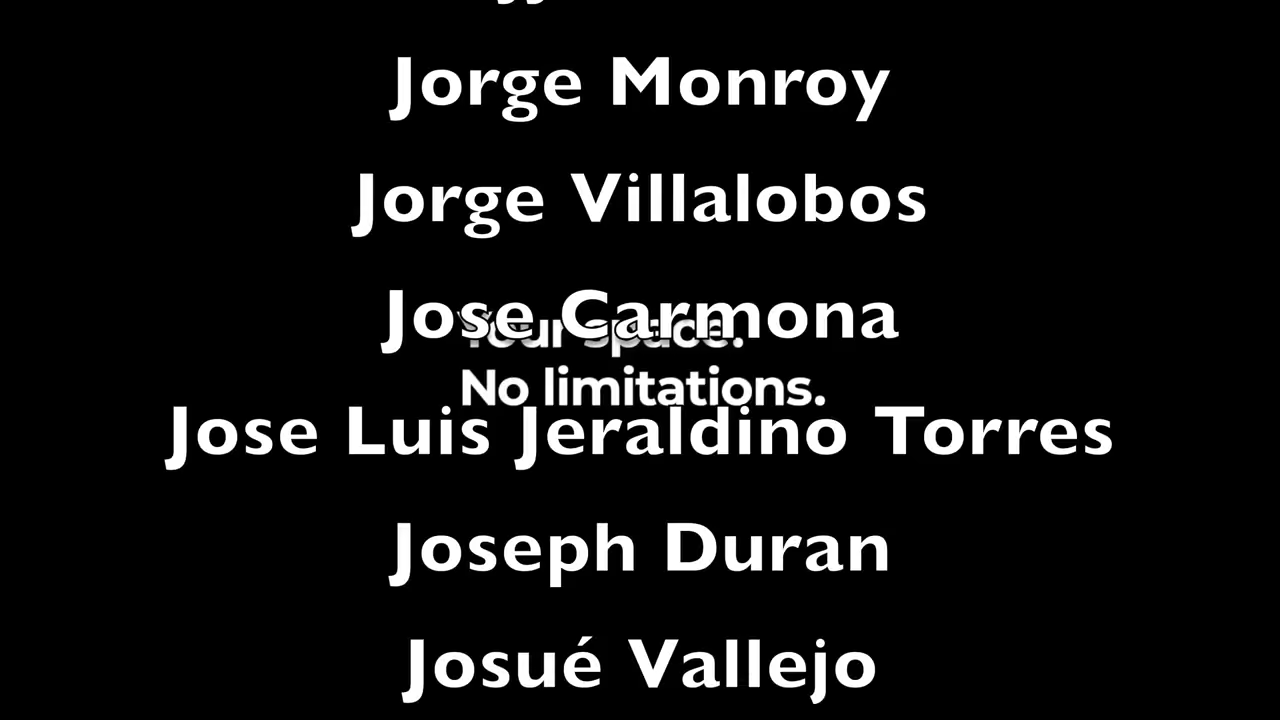 Jorge Monroy
Jorge Villalobos
Jose Carmona
Your space.
No limitations.
Jose Luis Jeraldino Torres
Joseph Duran
Josué Vallejo